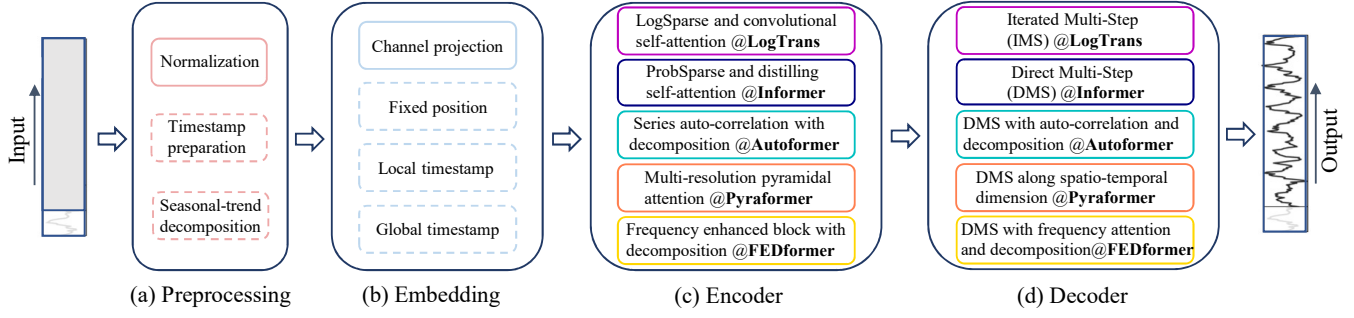 Input
Normalization
Timestamp
preparation
Seasonal-trend
decomposition
(a) Preprocessing
Channel projection
Fixed position
Local timestamp
Global timestamp
(b) Embedding
LogSparse and convolutional
self-attention @LogTrans
ProbSparse and distilling
self-attention @Informer
Series auto-correlation with
decomposition @Autoformer
Multi-resolution pyramidal
attention @Pyraformer
Frequency enhanced block with
decomposition @FEDformer
(c) Encoder
Iterated Multi-Step
(IMS) @LogTrans
Direct Multi-Step
(DMS) @Informer
DMS with auto-correlation and
decomposition @Autoformer
DMS along spatio-temporal
dimension @Pyraformer
DMS with frequency attention
and decomposition@FEDformer
(d) Decoder
Output